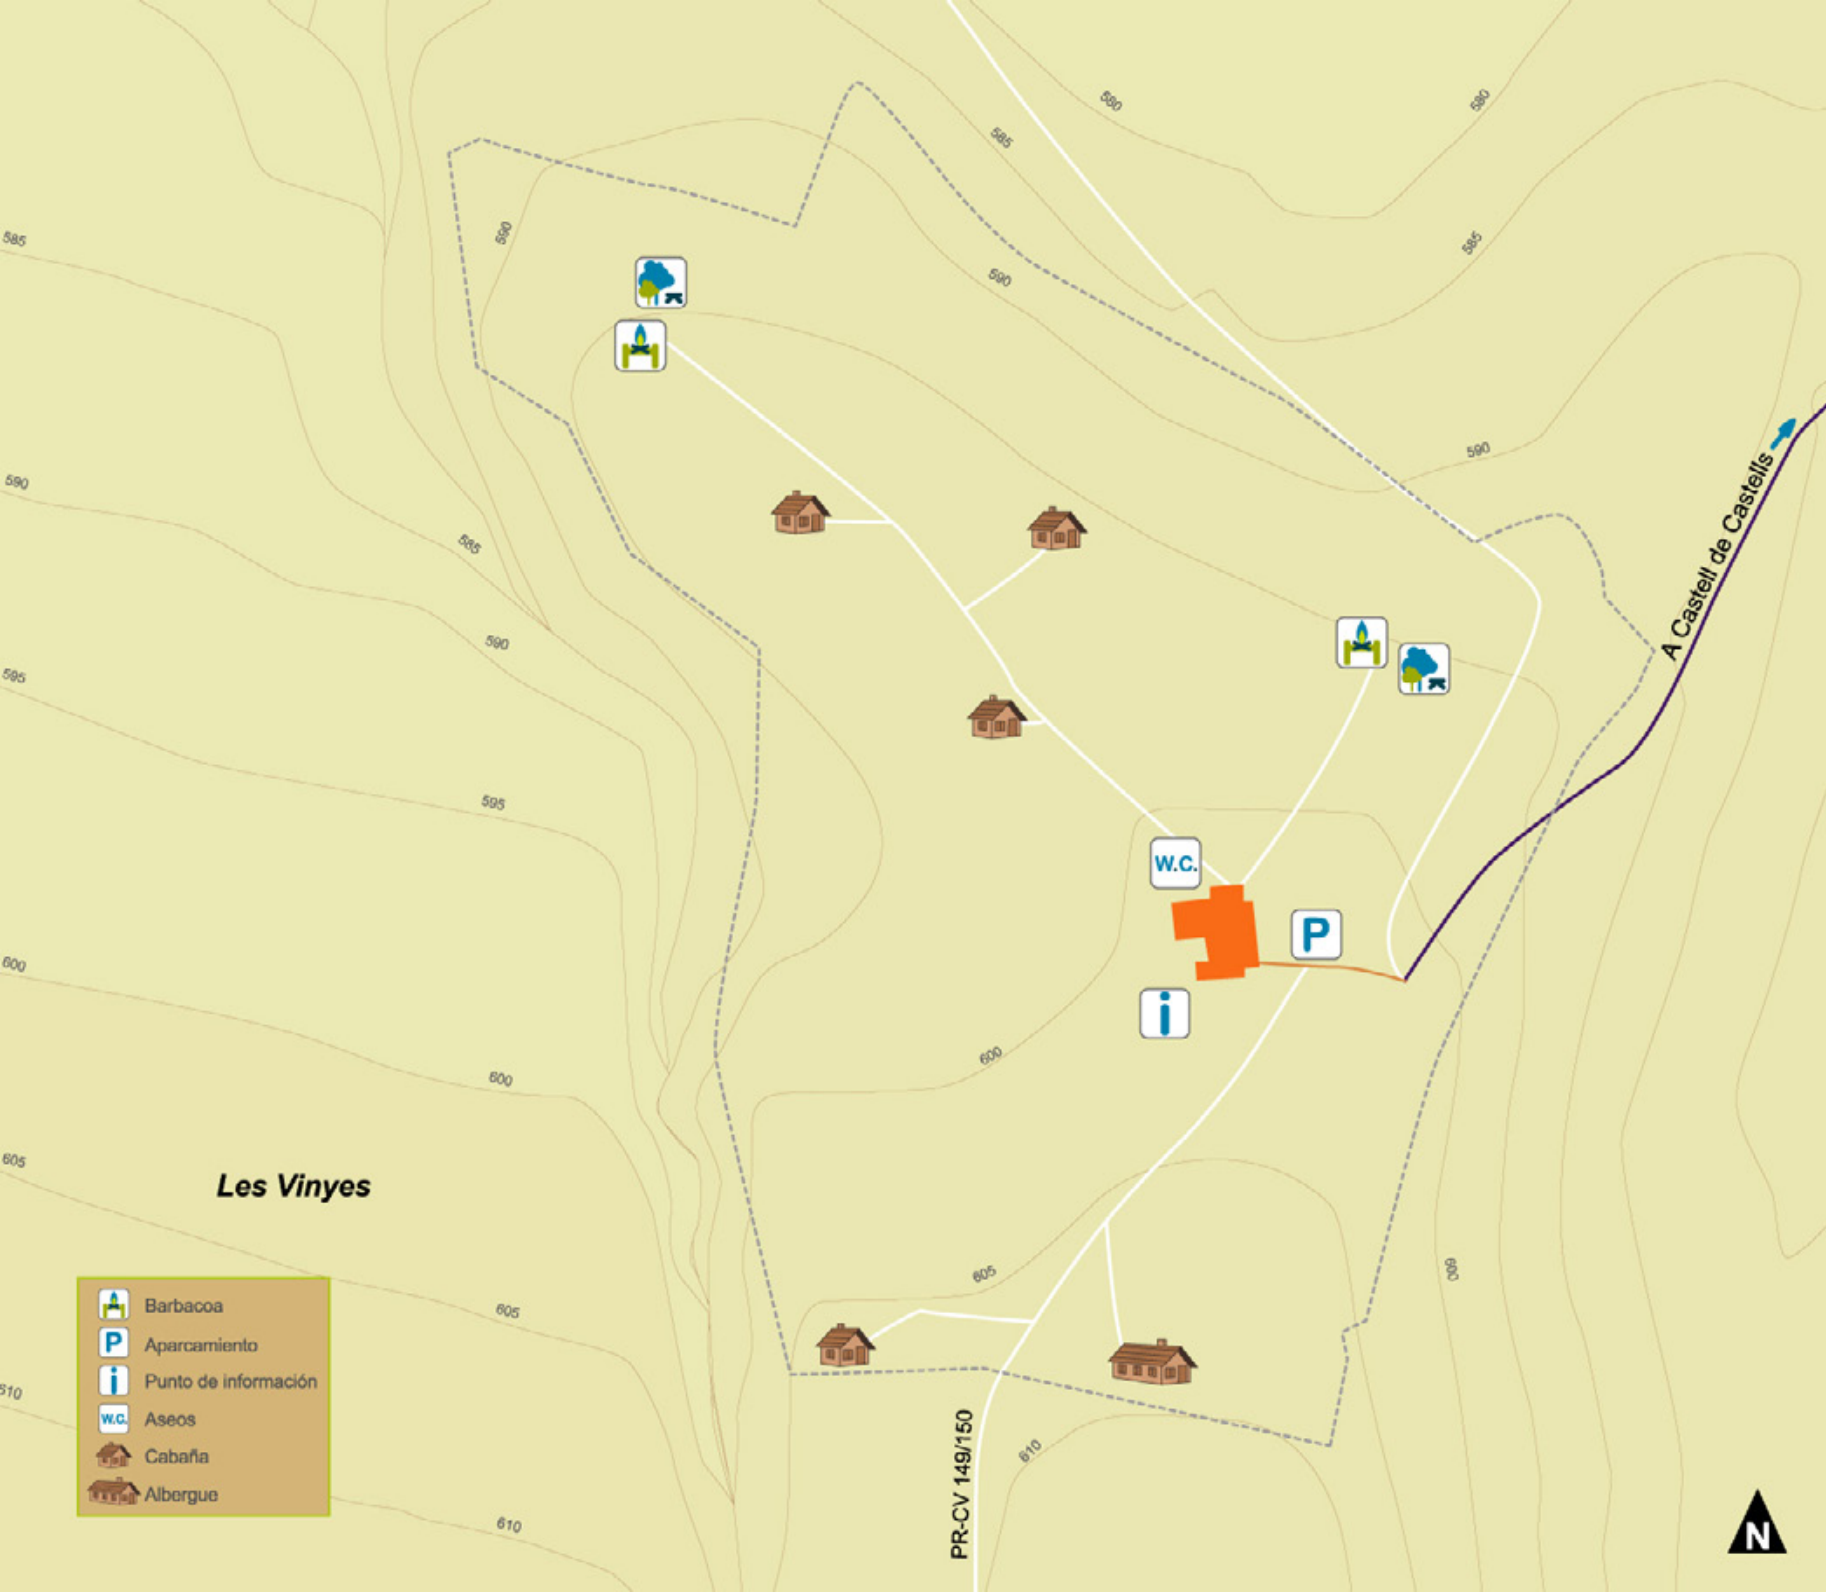 580
580
585
585
585
590
590
590
590
A Castell de Castells
585
590
595
595
W.C.
P
600
i
600
600
605
Les Vinyes
605
600
605
Barbacoa
P Aparcamiento
i Punto de información
W.C. Aseos
Cabaña
Albergue
610
610
PR-CV 149/150
610
N